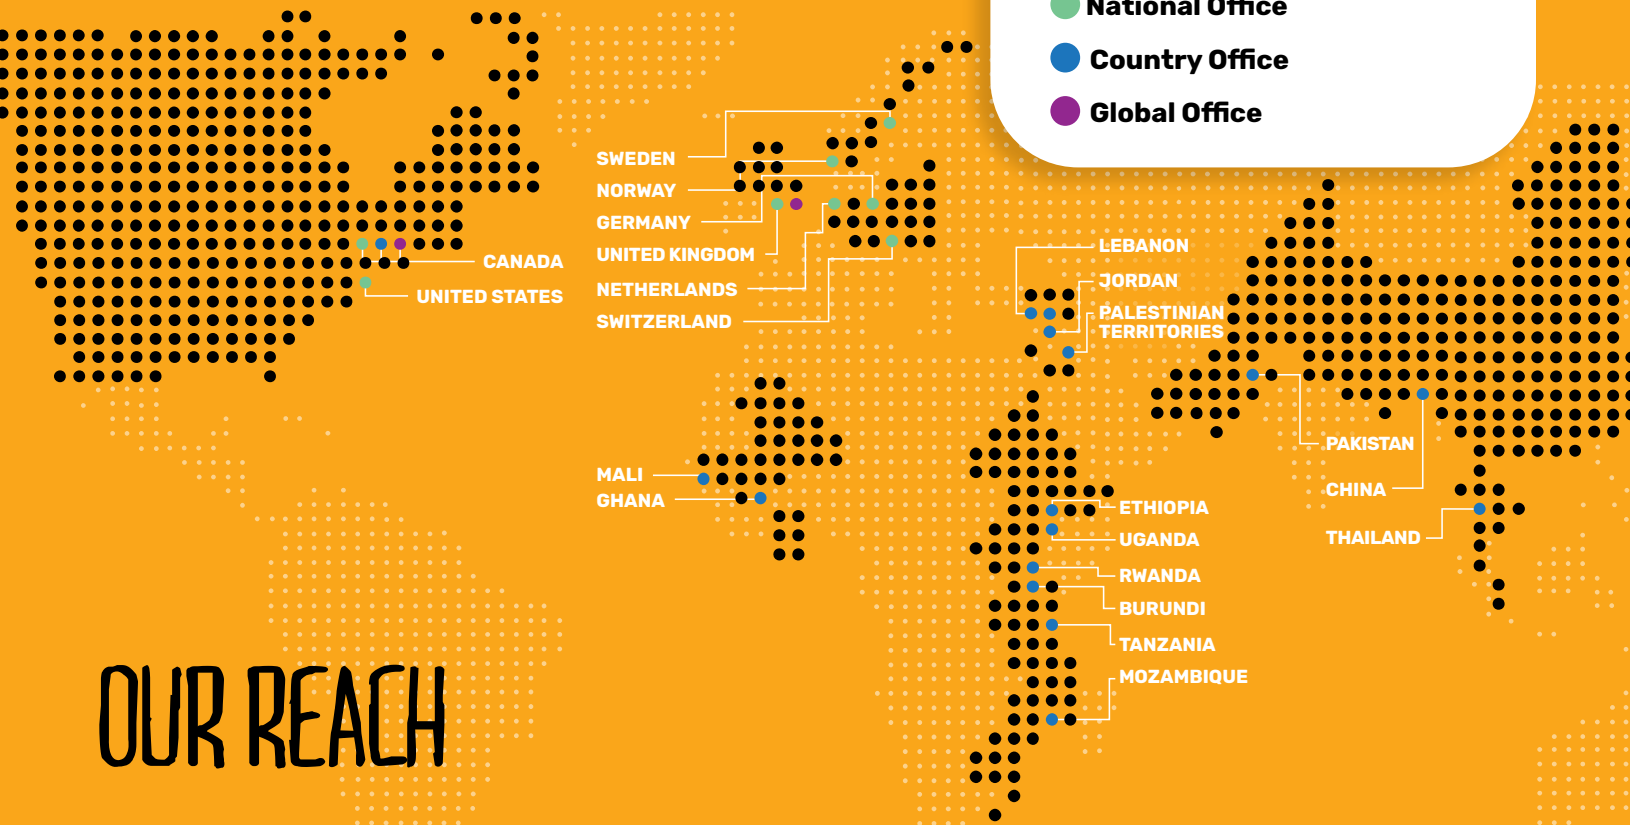 National Office
Country Office
Global Office
SWEDEN
NORWAY
GERMANY
UNITED KINGDOM
NETHERLANDS
SWITZERLAND
CANADA
UNITED STATES
LEBANON
JORDAN
PALESTINIAN
TERRITORIES
MALI
GHANA
PAKISTAN
CHINA
THAILAND
ETHIOPIA
UGANDA
RWANDA
BURUNDI
TANZANIA
MOZAMBIQUE
OUR REACH